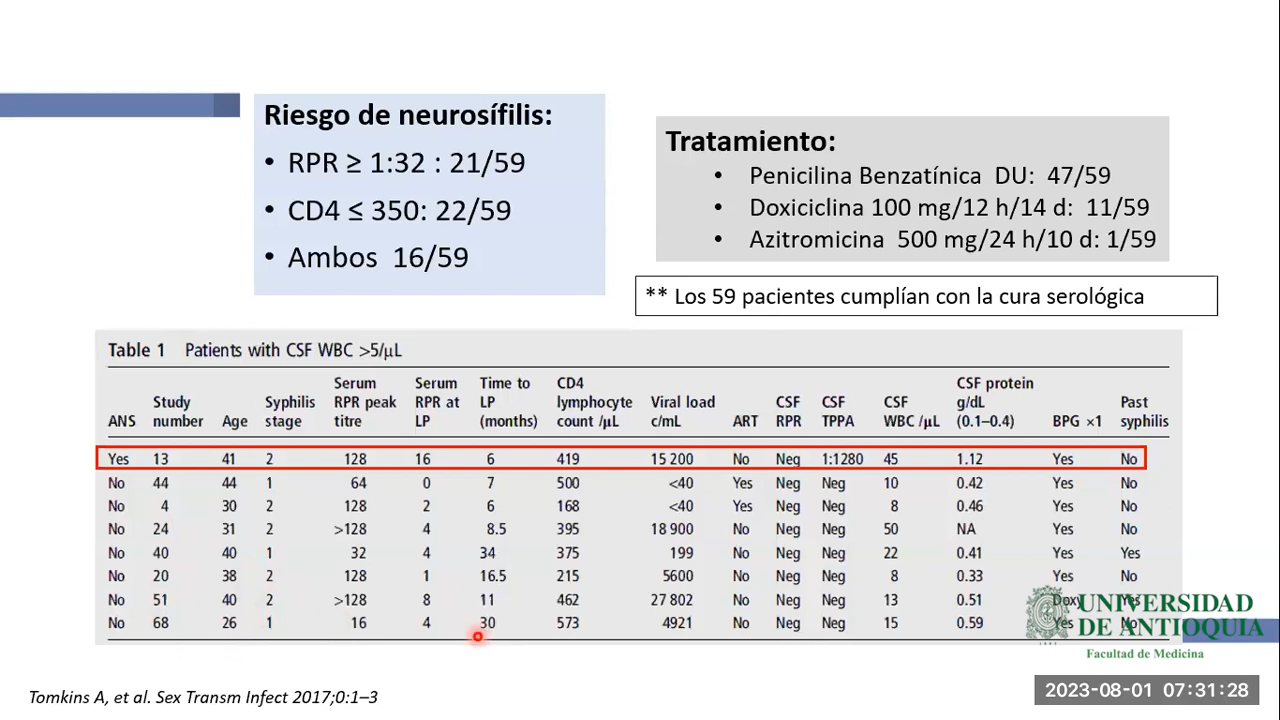 Riesgo de neurosífilis:
• RPR ≥ 1:32 : 21/59
• CD4 ≤ 350: 22/59
• Ambos 16/59
Tratamiento:
• Penicilina Benzatínica DU: 47/59
• Doxiciclina 100 mg/12 h/14 d: 11/59
• Azitromicina 500 mg/24 h/10 d: 1/59
** Los 59 pacientes cumplían con la cura serológica
Table 1 Patients with CSF WBC >5/μL
ANS Study number Age Syphilis stage Serum RPR peak titre Serum RPR at LP Time to LP (months) CD4 lymphocyte count /μL Viral load c/mL ART CSF RPR CSF TPPA CSF WBC /μL CSF protein g/dL (0.1–0.4) BPG ×1 Past syphilis
Yes 13 41 2 128 16 6 419 15 200 No Neg 1:1280 45 1.12 Yes No
No 44 44 1 64 0 7 500 <40 Yes Neg Neg 10 0.42 Yes No
No 4 30 2 128 2 6 168 <40 Yes Neg Neg 8 0.46 Yes No
No 24 31 2 >128 4 8.5 395 18 900 No Neg Neg 50 NA Yes No
No 40 40 1 32 4 34 375 199 No Neg Neg 22 0.41 Yes Yes
No 20 38 2 128 1 16.5 215 5600 No Neg Neg 8 0.33 Yes No
No 51 40 2 >128 8 11 462 27 802 No Neg Neg 13 0.51 Doxy Yes
No 68 26 1 16 4 30 573 4921 No Neg Neg 15 0.59 Yes No
UNIVERSIDAD
DE ANTIOQUIA
Facultad de Medicina
Tomkins A, et al. Sex Transm Infect 2017;0:1–3
2023-08-01 07:31:28